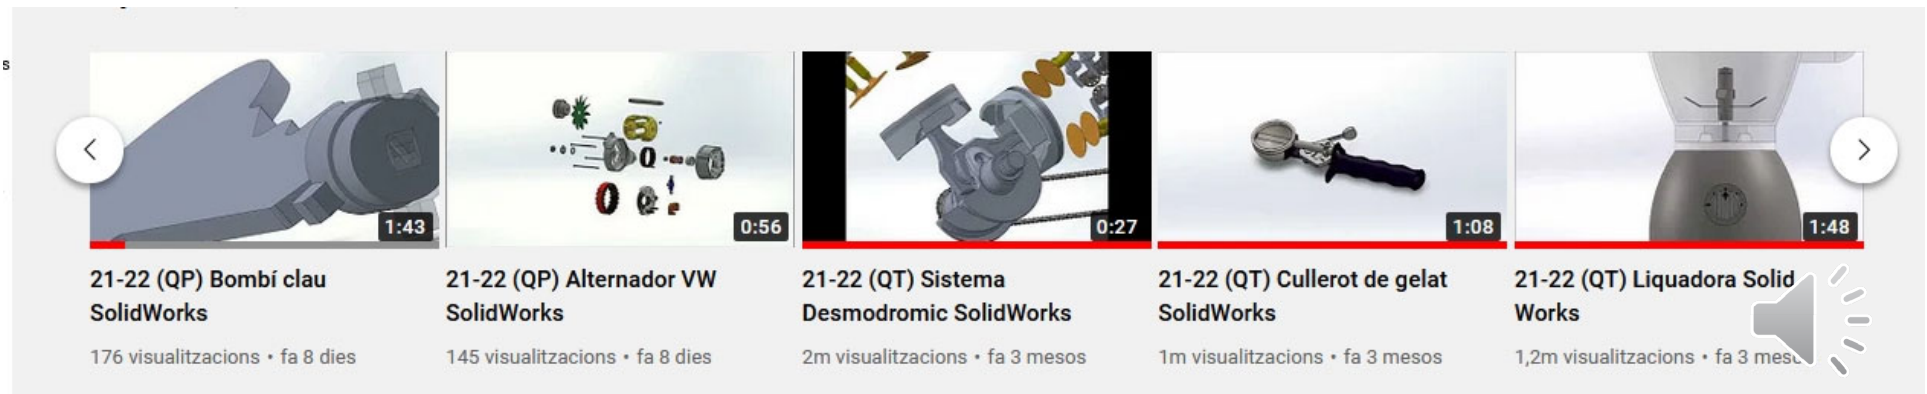 s
1:43
0:56
0:27
1:08
1:48
21-22 (QP) Bombí clau
SolidWorks
176 visualitzacions • fa 8 dies
21-22 (QP) Alternador VW
SolidWorks
145 visualitzacions • fa 8 dies
21-22 (QT) Sistema
Desmodromic SolidWorks
2m visualitzacions • fa 3 mesos
21-22 (QT) Cullerot de gelat
SolidWorks
1m visualitzacions • fa 3 mesos
21-22 (QT) Liquadora Solid
Works
1,2m visualitzacions • fa 3